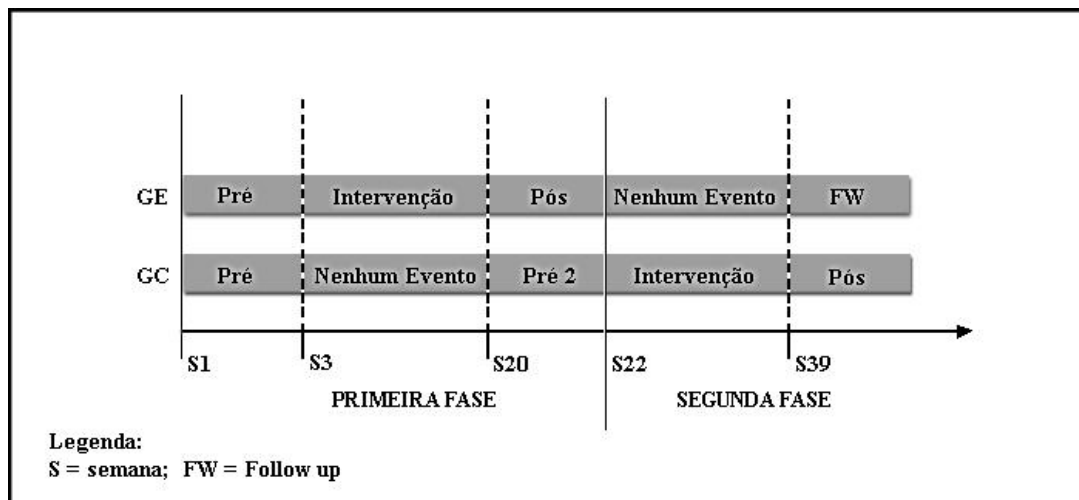 GE Pré Intervenção Pós Nenhum Evento FW
GC Pré Nenhum Evento Pré 2 Intervenção Pós
S1 S3 S20 S22 S39
PRIMEIRA FASE SEGUNDA FASE
Legenda:
S = semana; FW = Follow up